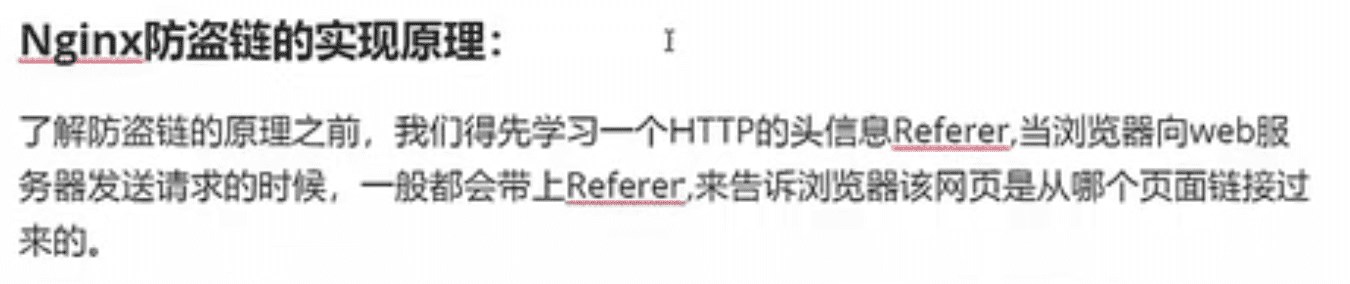 Nginx防盗链的实现原理：
了解防盗链的原理之前，我们得先学习一个HTTP的头信息Referer,当浏览器向web服
务器发送请求的时候，一般都会带上Referer,来告诉浏览器该网页是从哪个页面链接过
来的。